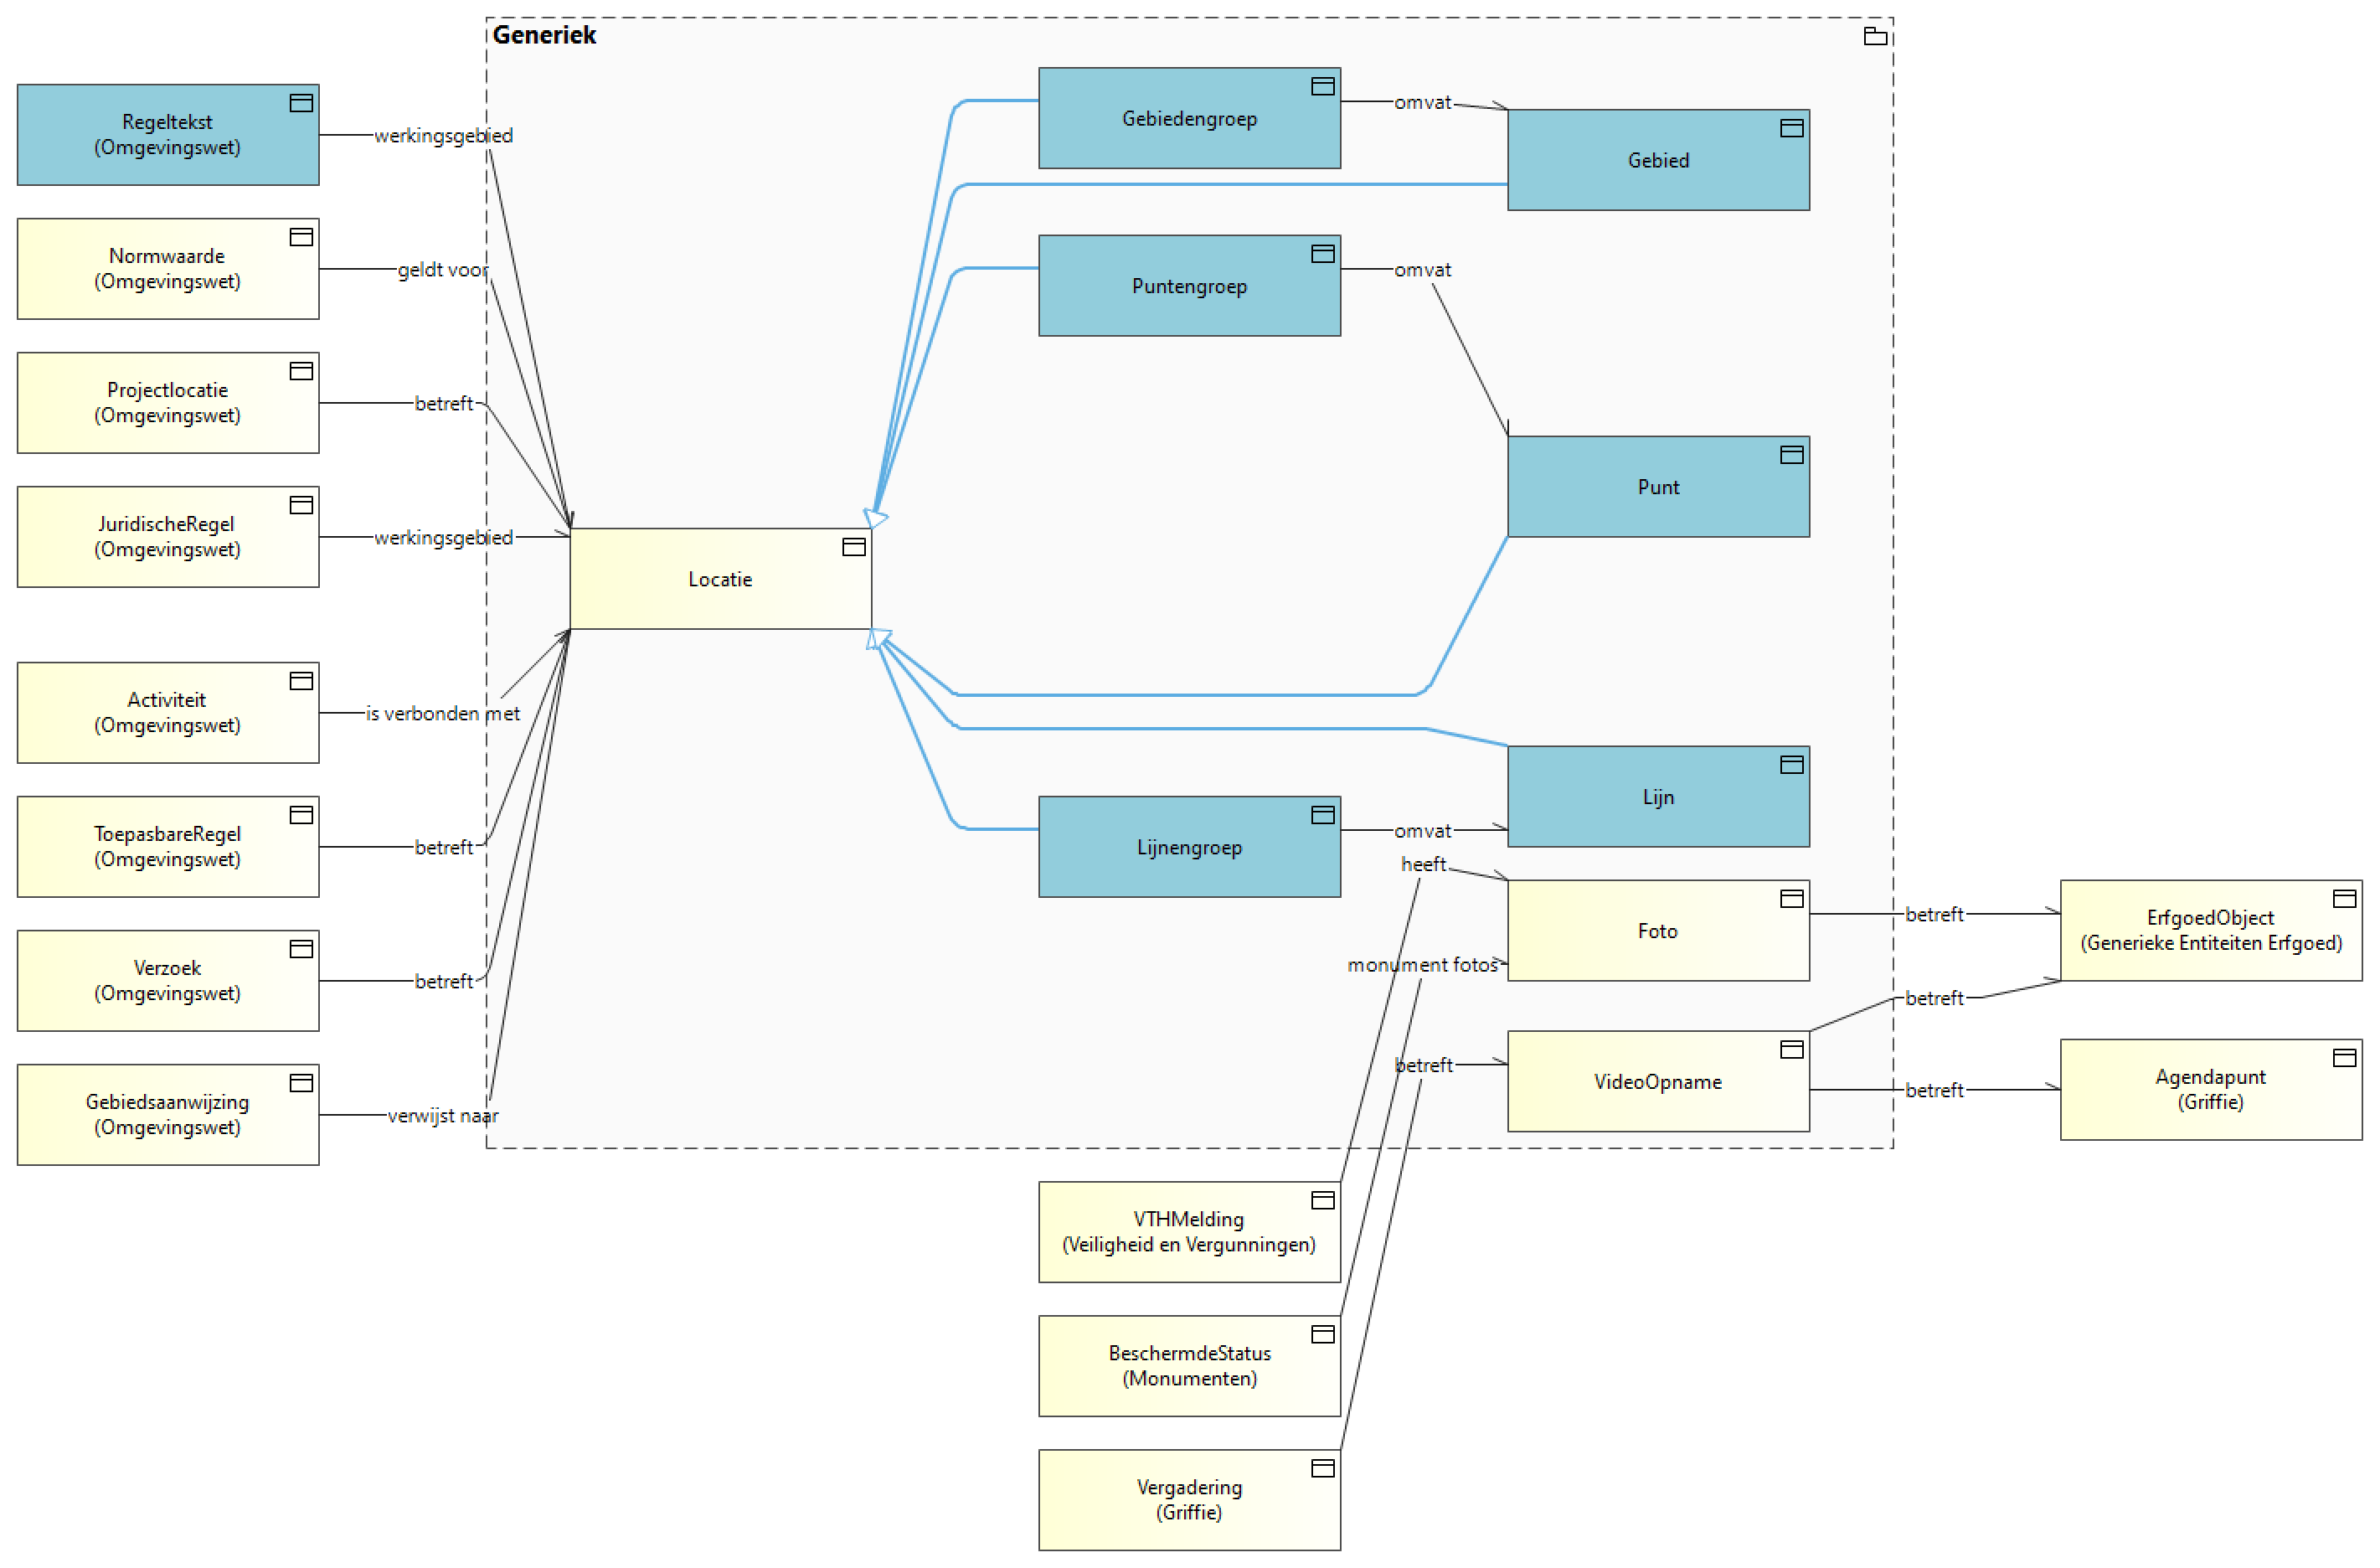 Generiek
Regeltekst
(Omgevingswet)
werkingsgebied
Normwaarde
(Omgevingswet)
geldt voor
Projectlocatie
(Omgevingswet)
betreft
JuridischeRegel
(Omgevingswet)
werkingsgebied
Activiteit
(Omgevingswet)
is verbonden met
ToepasbareRegel
(Omgevingswet)
betreft
Verzoek
(Omgevingswet)
betreft
Gebiedsaanwijzing
(Omgevingswet)
verwijst naar
Locatie
Gebiedengroep
omvat
Gebied
Puntengroep
omvat
Punt
Lijn
Lijnengroep
omvat
heeft
Foto
monument fotos
betreft
VideoOpname
betreft
ErfgoedObject
(Generieke Entiteiten Erfgoed)
betreft
betreft
Agendapunt
(Griffie)
VTHMelding
(Veiligheid en Vergunningen)
BeschermdeStatus
(Monumenten)
Vergadering
(Griffie)